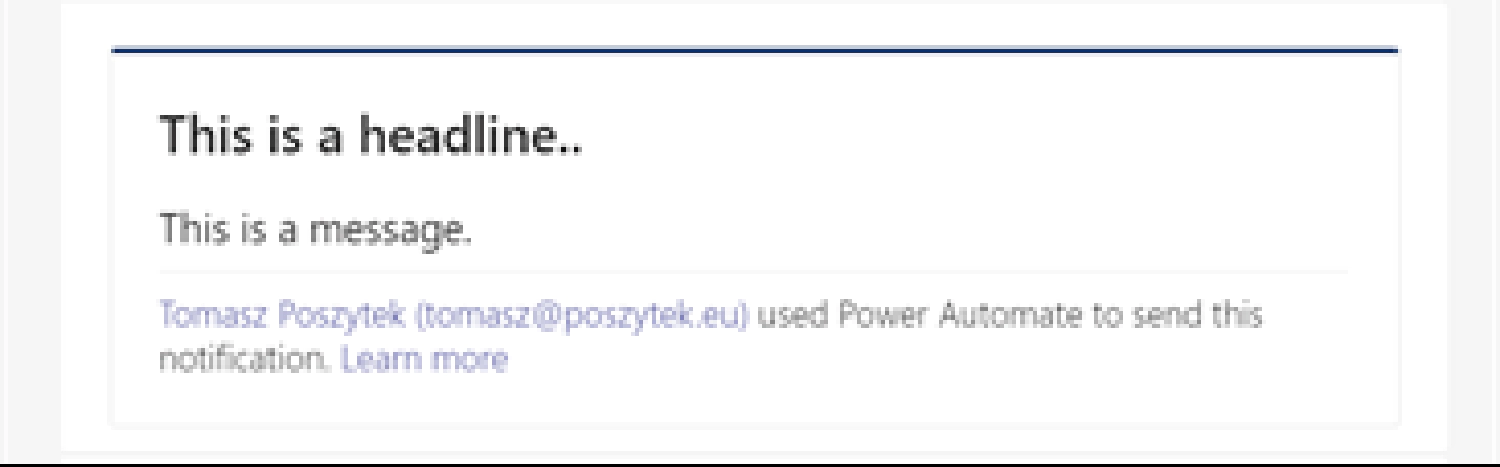 This is a headline..
This is a message.
Tomasz Poszytek (tomasz@poszytek.eu) used Power Automate to send this
notification. Learn more